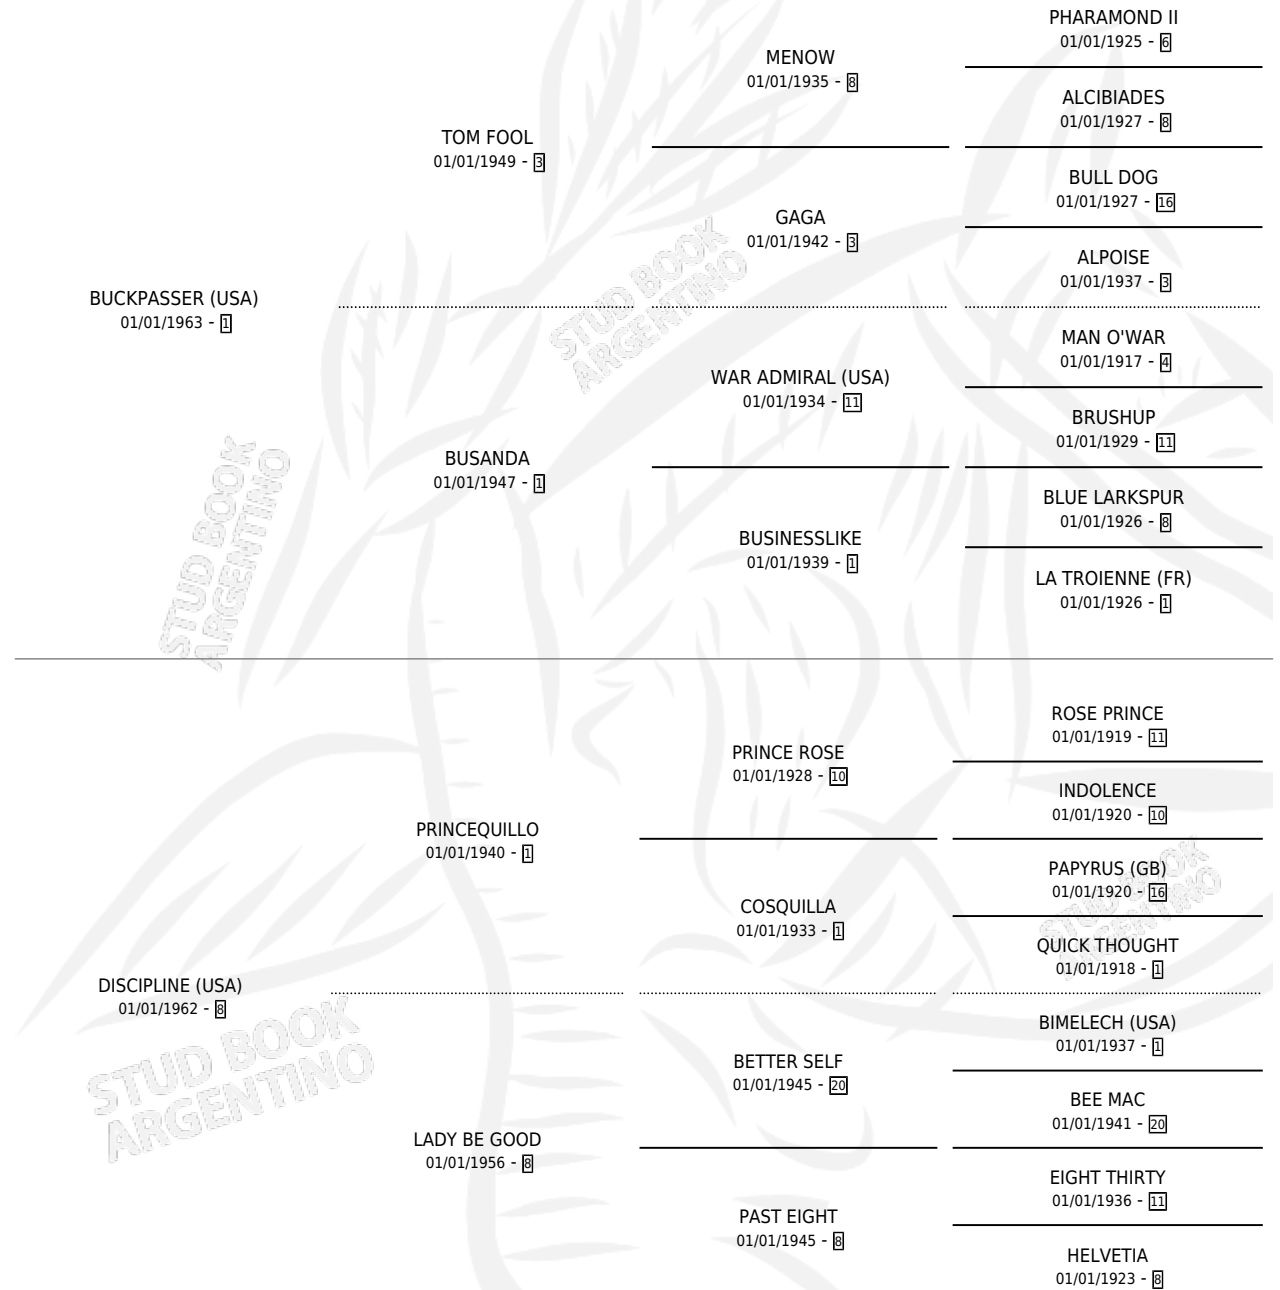 PHARAMOND II
01/01/1925 - 6
MENOW
01/01/1935 - 8
ALCIBIADES
01/01/1927 - 8
TOM FOOL
01/01/1949 - 3
BULL DOG
01/01/1927 - 16
GAGA
01/01/1942 - 3
ALPOISE
01/01/1937 - 3
BUCKPASSER (USA)
01/01/1963 - 1
MAN O'WAR
01/01/1917 - 4
WAR ADMIRAL (USA)
01/01/1934 - 11
BRUSHUP
01/01/1929 - 11
BUSANDA
01/01/1947 - 1
BLUE LARKSPUR
01/01/1926 - 8
BUSINESSLIKE
01/01/1939 - 1
LA TROIENNE (FR)
01/01/1926 - 1
ROSE PRINCE
01/01/1919 - 11
PRINCE ROSE
01/01/1928 - 10
INDOLENCE
01/01/1920 - 10
PRINCEQUILLO
01/01/1940 - 1
PAPYRUS (GB)
01/01/1920 - 16
COSQUILLA
01/01/1933 - 1
QUICK THOUGHT
01/01/1918 - 1
DISCIPLINE (USA)
01/01/1962 - 8
BIMELECH (USA)
01/01/1937 - 1
BETTER SELF
01/01/1945 - 20
BEE MAC
01/01/1941 - 20
LADY BE GOOD
01/01/1956 - 8
EIGHT THIRTY
01/01/1936 - 11
PAST EIGHT
01/01/1945 - 8
HELVETIA
01/01/1923 - 8
STUD BOOK
ARGENTINO
STUD BOOK
ARGENTINO
STUD BOOK
ARGENTINO
STUD BOOK
ARGENTINO